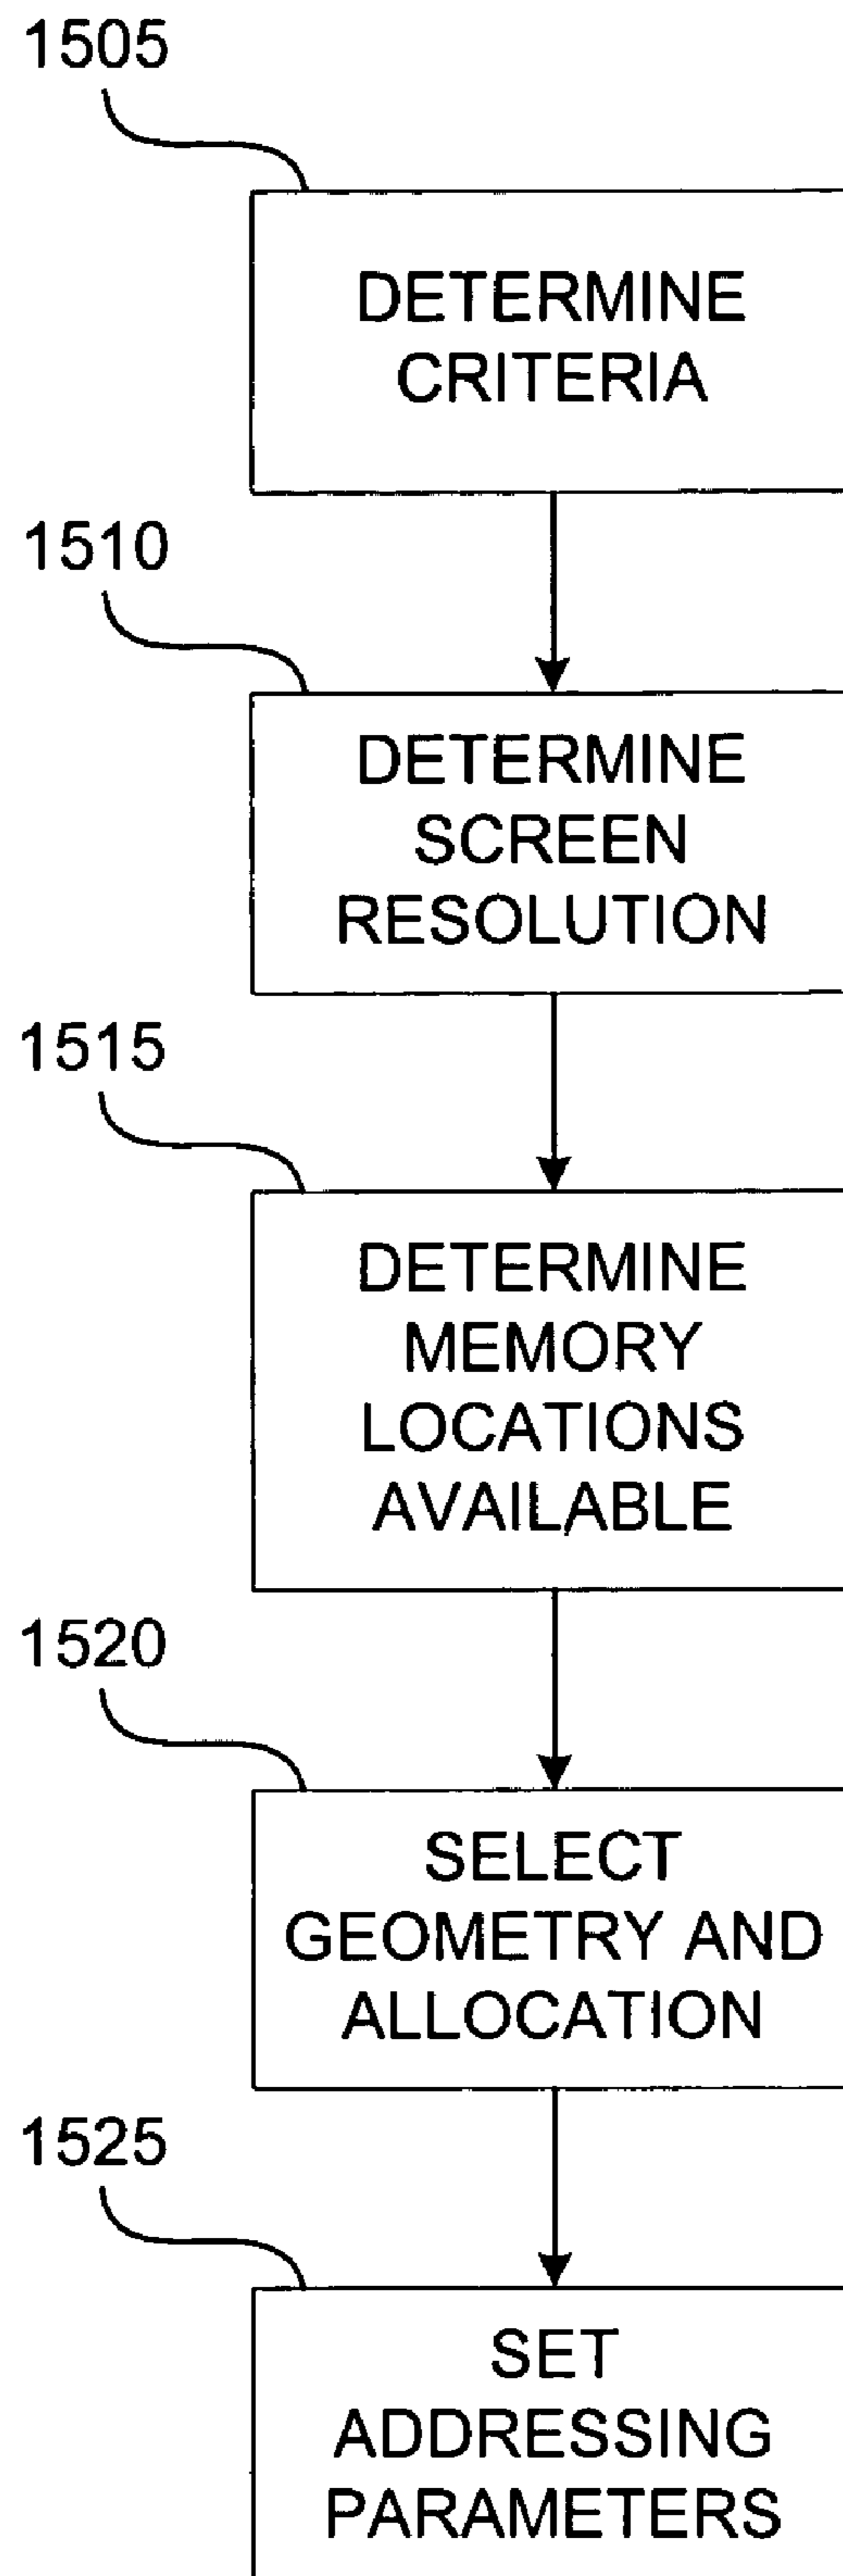 1505
DETERMINE
CRITERIA
1510
DETERMINE
SCREEN
RESOLUTION
1515
DETERMINE
MEMORY
LOCATIONS
AVAILABLE
1520
SELECT
GEOMETRY AND
ALLOCATION
1525
SET
ADDRESSING
PARAMETERS